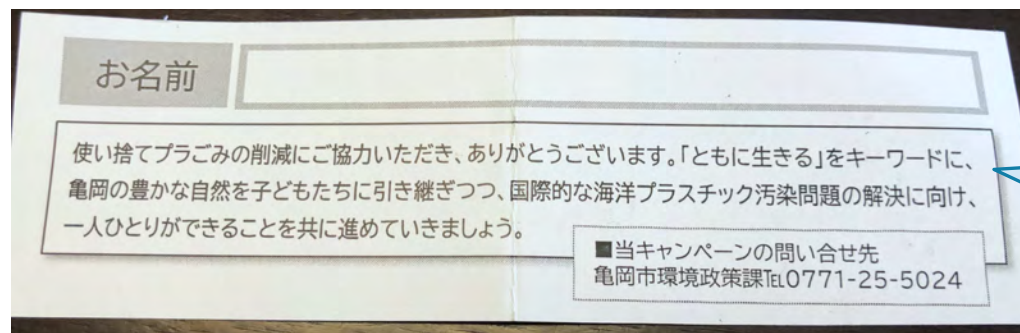 お名前
使い捨てプラごみの削減にご協力いただき、ありがとうございます。「ともに生きる」をキーワードに、
亀岡の豊かな自然を子どもたちに引き継ぎつつ、国際的な海洋プラスチック汚染問題の解決に向け、
一人ひとりができることを共に進めていきましょう。
■当キャンペーンの問い合せ先
亀岡市環境政策課℡0771-25-5024